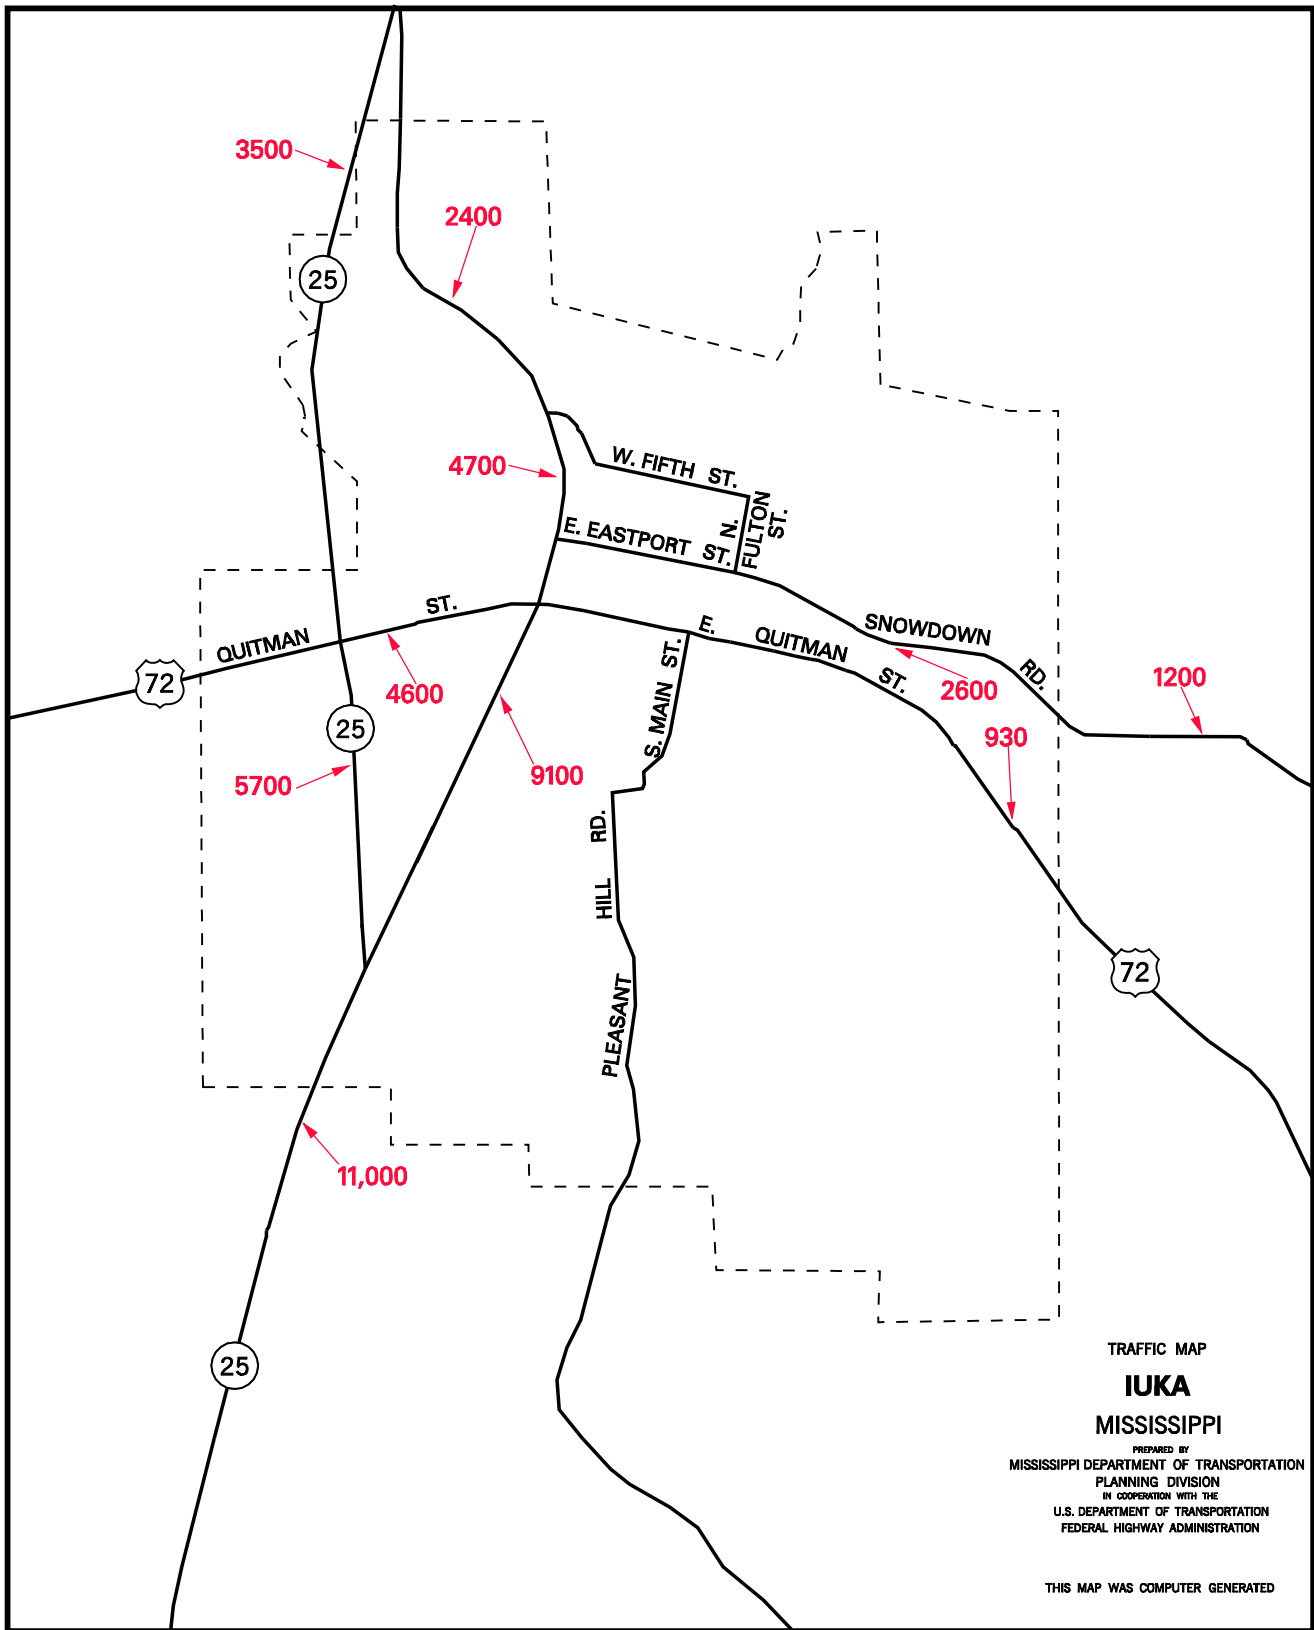 3500
2400
25
4700
W. FIFTH ST.
N.
FULTON
ST.
E. EASTPORT ST.
QUITMAN ST.
72
4600
25
5700
9100
E. QUITMAN ST.
SNOWDOWN RD.
2600
1200
930
S. MAIN ST.
PLEASANT HILL RD.
72
11,000
25
TRAFFIC MAP
IUKA
MISSISSIPPI
PREPARED BY
MISSISSIPPI DEPARTMENT OF TRANSPORTATION
PLANNING DIVISION
IN COOPERATION WITH THE
U.S. DEPARTMENT OF TRANSPORTATION
FEDERAL HIGHWAY ADMINISTRATION
THIS MAP WAS COMPUTER GENERATED